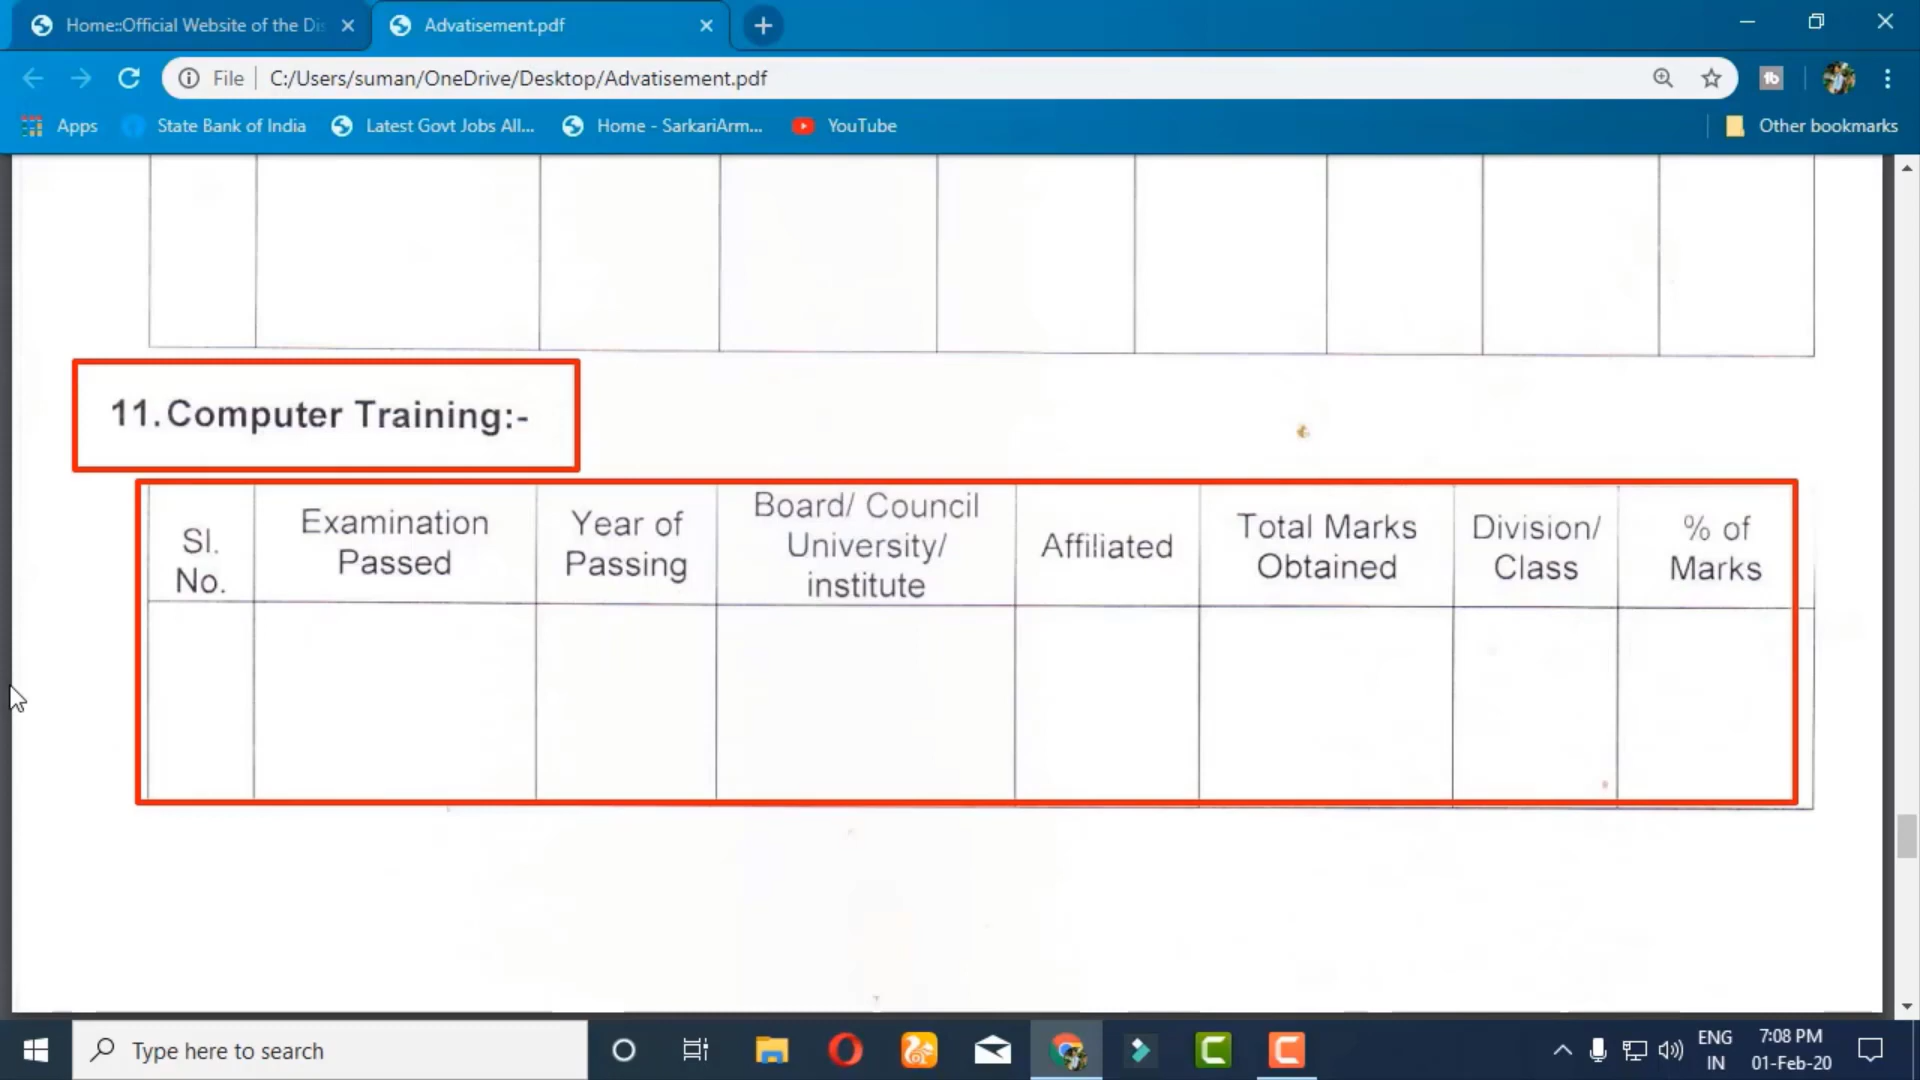 Home::Official Website of the Dis
Advatisement.pdf
File
C:/Users/suman/OneDrive/Desktop/Advatisement.pdf
Apps
State Bank of India
Latest Govt Jobs All...
Home - SarkariArm...
YouTube
Other bookmarks
11. Computer Training:-
Sl.
No.
Examination
Passed
Year of
Passing
Board/ Council
University/
institute
Affiliated
Total Marks
Obtained
Division/
Class
% of
Marks
Type here to search
ENG
IN
7:08 PM
01-Feb-20